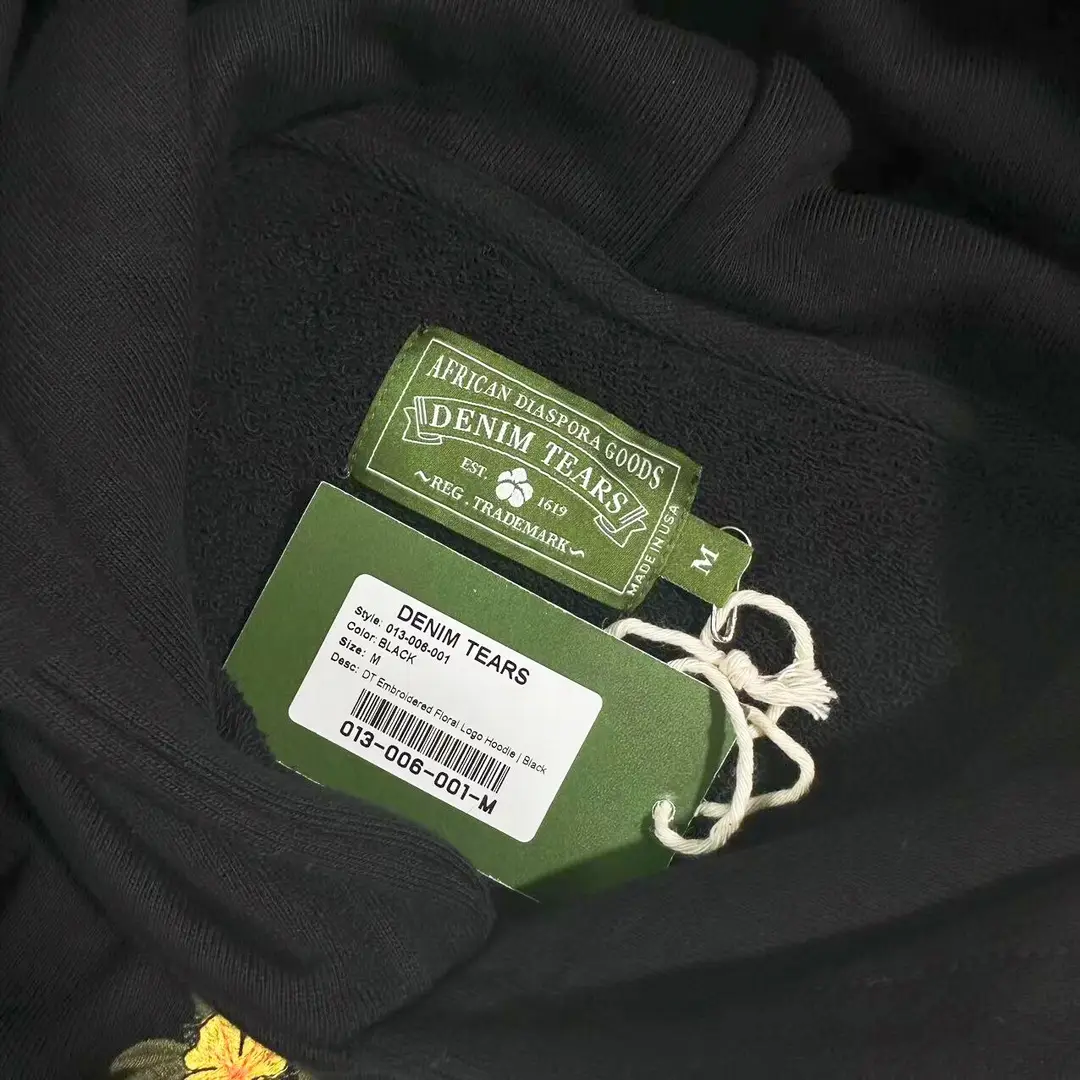 AFRICAN DIASPORA GOODS
DENIM TEARS
EST. 1619
~REG. TRADEMARK~
MADE IN USA
M
DENIM TEARS
Style: 013-006-001
Color: BLACK
Size: M
Desc: DT Embroidered Floral Logo Hoodie | Black
013-006-001-M